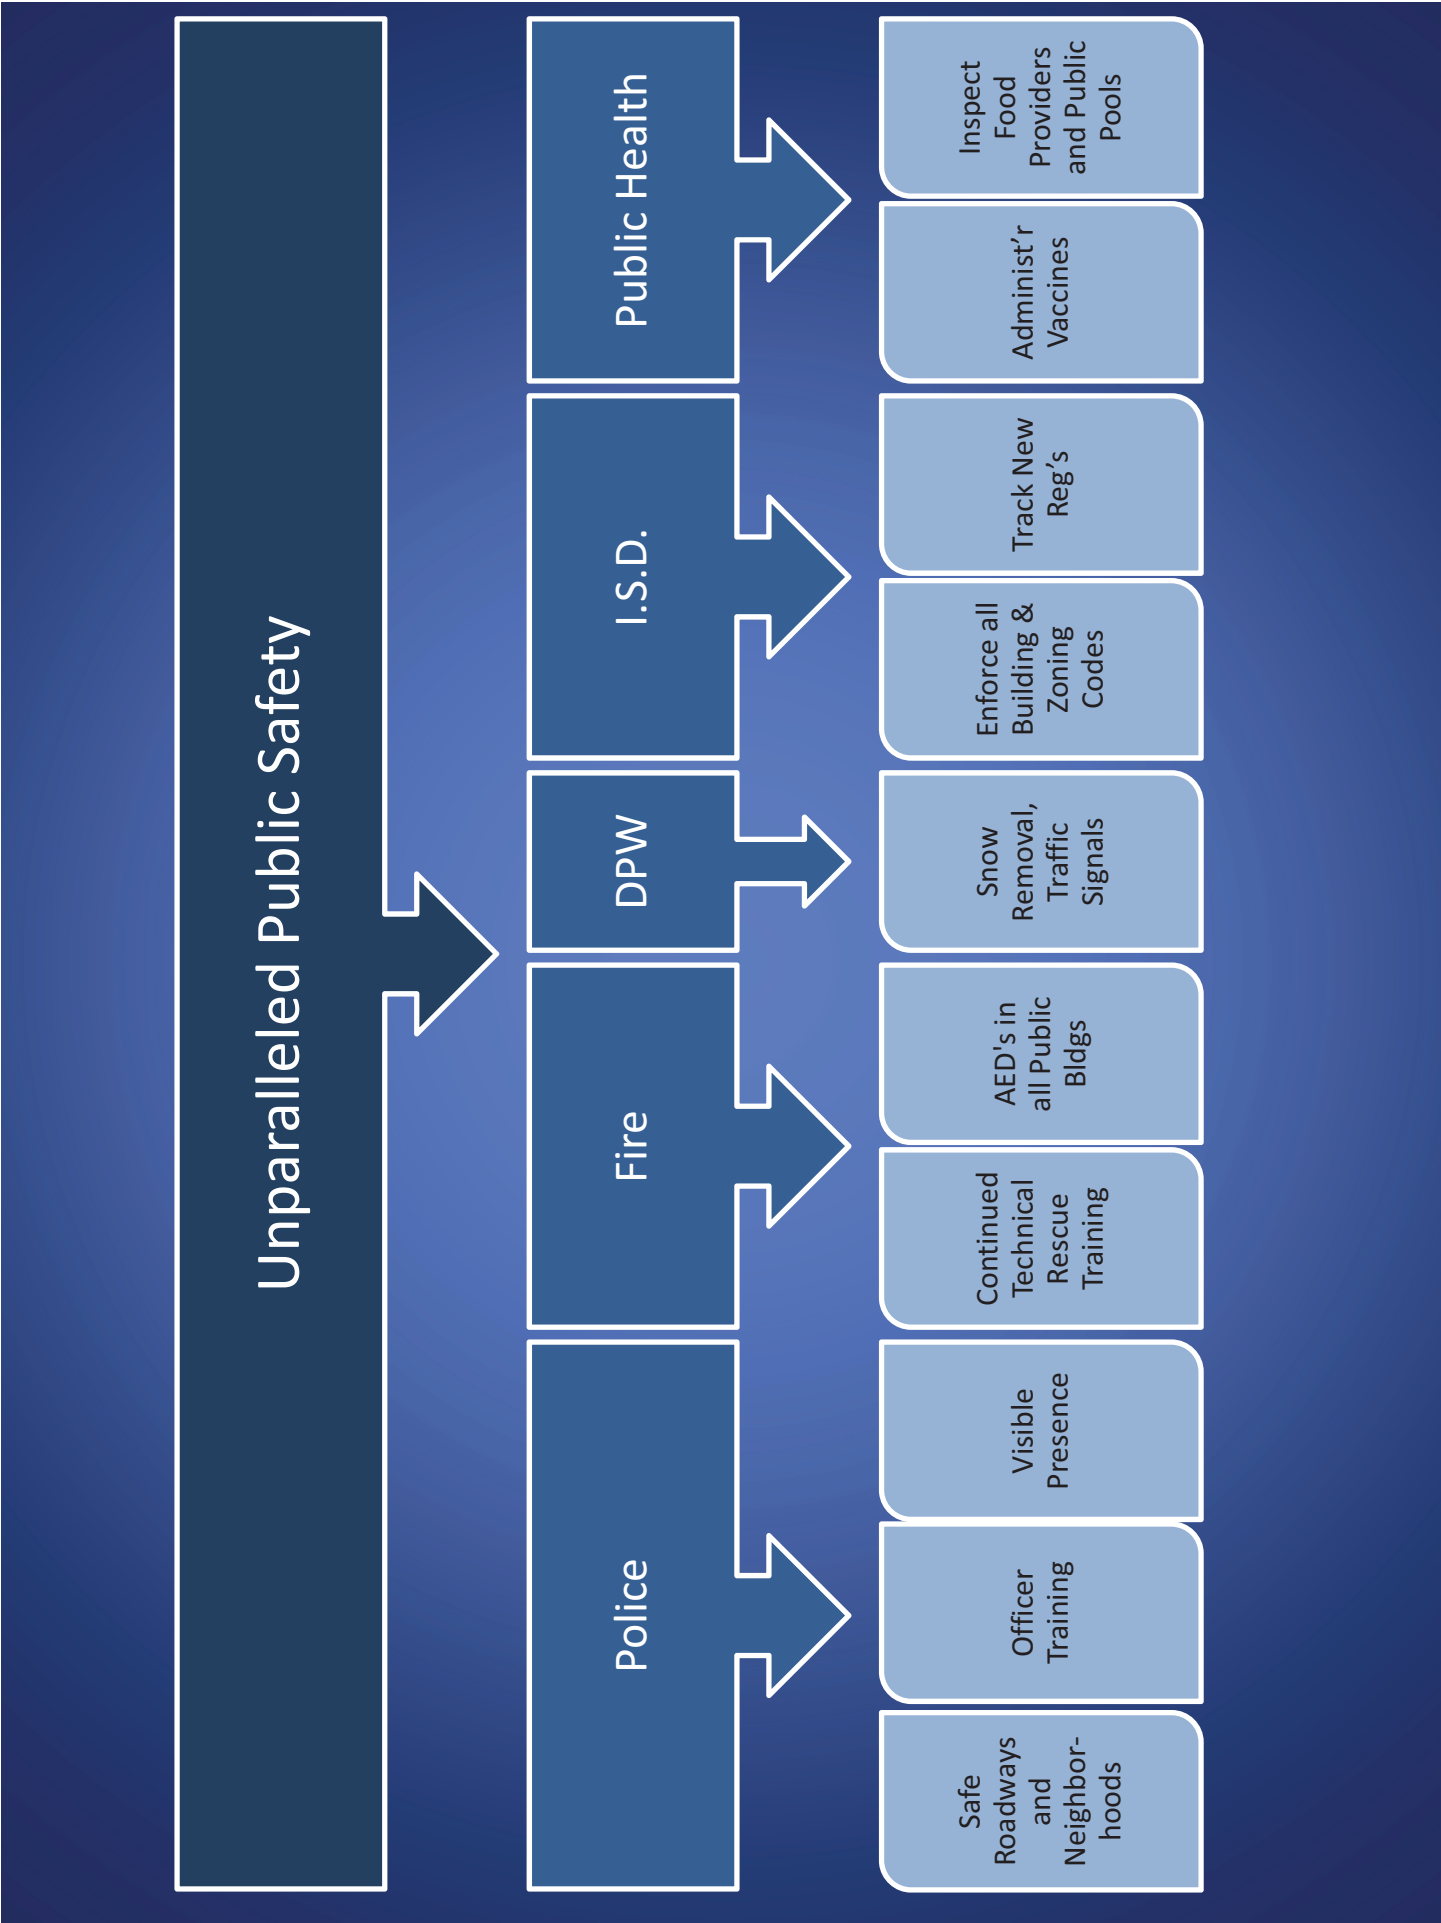 Unparalleled Public Safety
Police
Fire
DPW
I.S.D.
Public Health
Safe
Roadways
and
Neighbor-
hoods
Officer
Training
Visible
Presence
Continued
Technical
Rescue
Training
AED's in
all Public
Bldgs
Snow
Removal,
Traffic
Signals
Enforce all
Building &
Zoning
Codes
Track New
Reg’s
Administ’r
Vaccines
Inspect
Food
Providers
and Public
Pools